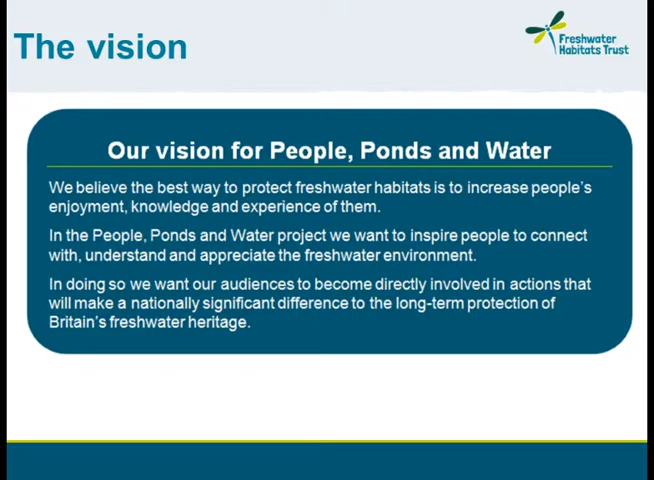 The vision
Freshwater
Habitats Trust
Our vision for People, Ponds and Water
We believe the best way to protect freshwater habitats is to increase people's
enjoyment, knowledge and experience of them.
In the People, Ponds and Water project we want to inspire people to connect
with, understand and appreciate the freshwater environment.
In doing so we want our audiences to become directly involved in actions that
will make a nationally significant difference to the long-term protection of
Britain's freshwater heritage.